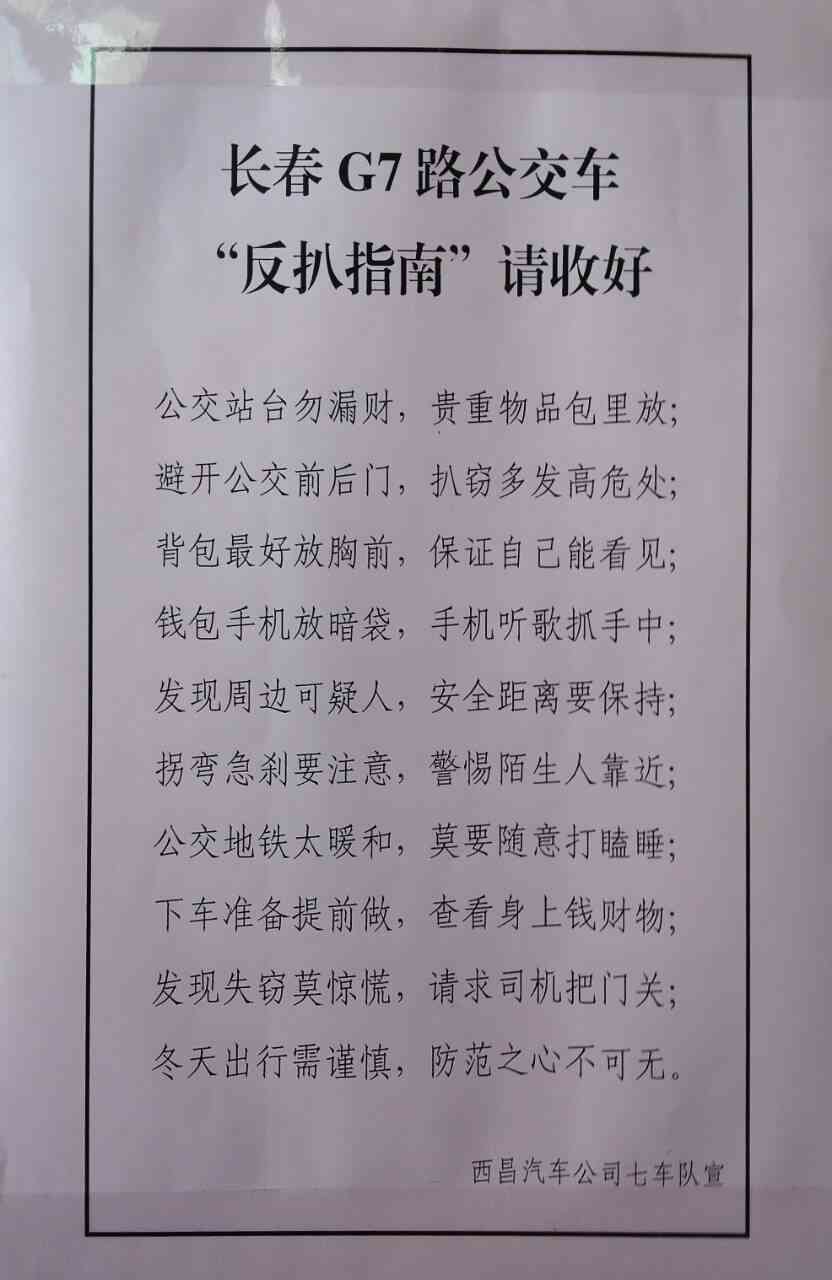 长春 G7 路公交车
“反扒指南”请收好
公交站台勿漏财，贵重物品包里放；
避开公交前后门，扒窃多发高危处；
背包最好放胸前，保证自己能看见；
钱包手机放暗袋，手机听歌抓手中；
发现周边可疑人，安全距离要保持；
拐弯急刹要注意，警惕陌生人靠近；
公交地铁太暖和，莫要随意打瞌睡；
下车准备提前做，查看身上钱财物；
发现失窃莫惊慌，请求司机把门关；
冬天出行需谨慎，防范之心不可无。
西昌汽车公司七车队宣